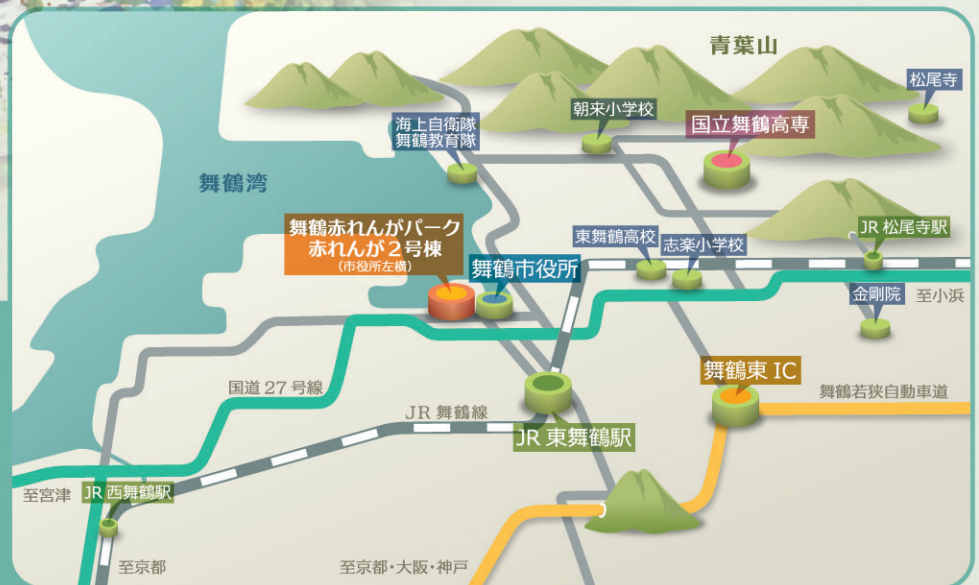 青葉山
松尾寺
朝来小学校
国立舞鶴高専
海上自衛隊
舞鶴教育隊
舞鶴湾
舞鶴赤れんがパーク
赤れんが2号棟
(市役所左横)
舞鶴市役所
東舞鶴高校
志楽小学校
JR 松尾寺駅
金剛院
至小浜
舞鶴東 IC
舞鶴若狭自動車道
国道 27 号線
JR 舞鶴線
JR 東舞鶴駅
至宮津
JR 西舞鶴駅
至京都
至京都・大阪・神戸